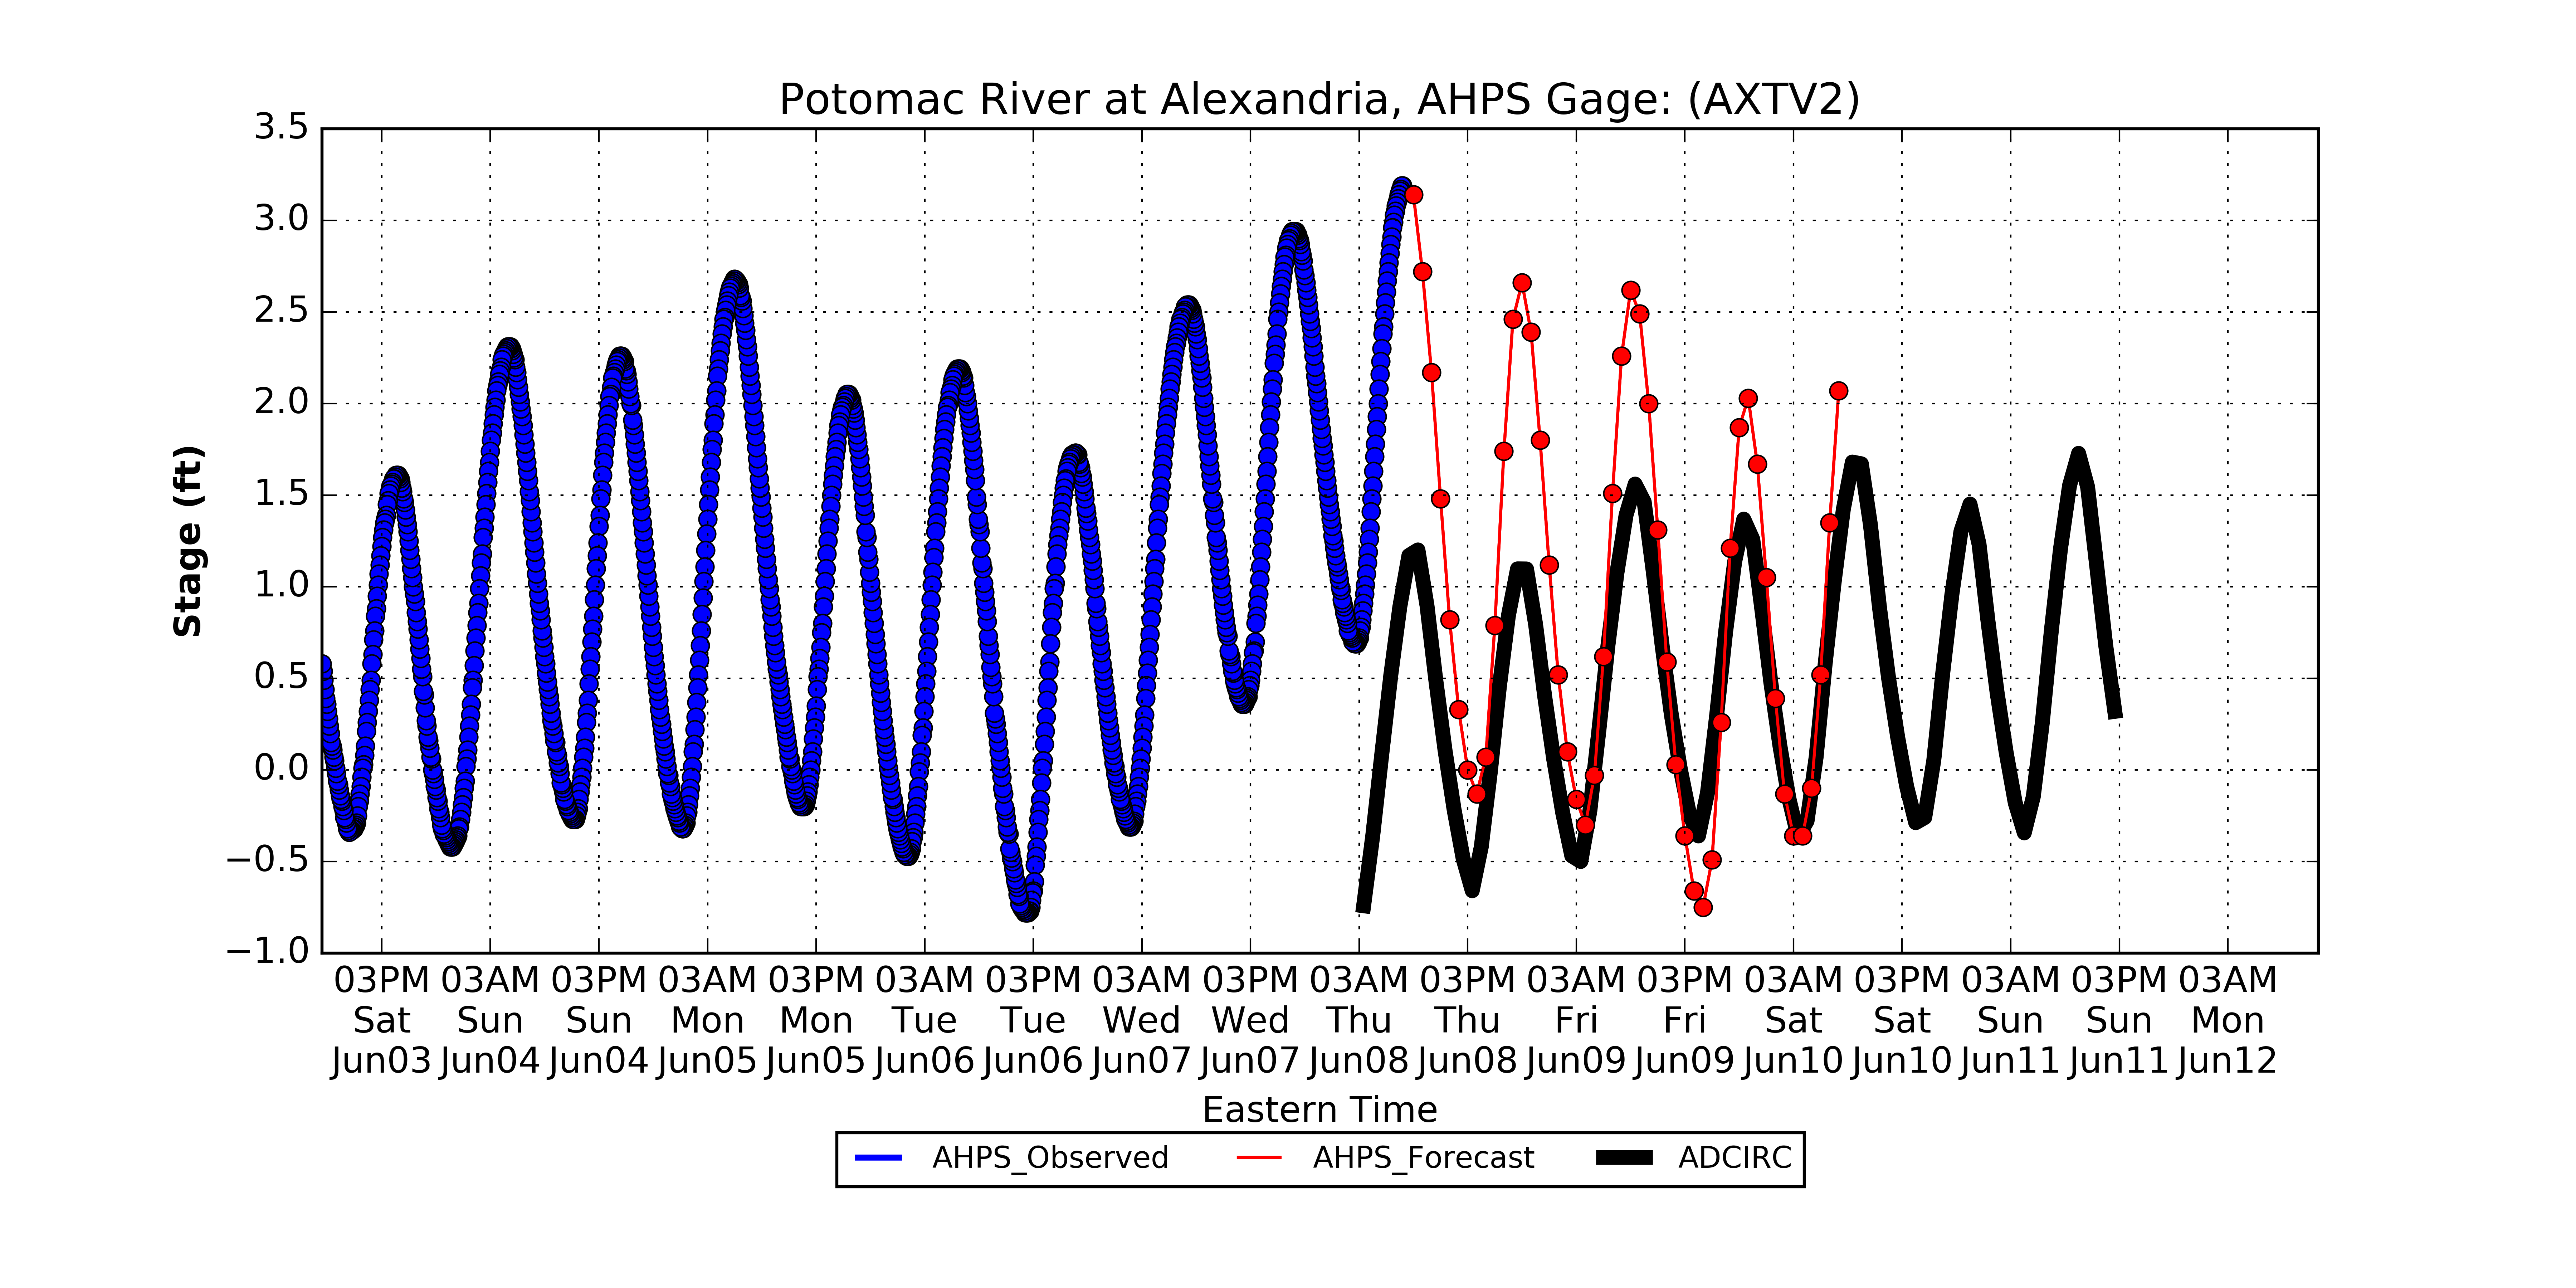 Potomac River at Alexandria, AHPS Gage: (AXTV2)
3.5
3.0
2.5
2.0
1.5
1.0
0.5
0.0
−0.5
−1.0
Stage (ft)
03PM 03AM 03PM 03AM 03PM 03AM 03PM 03AM 03PM 03AM 03PM 03AM 03PM 03AM 03PM 03AM 03PM 03AM
Sat Sun Sun Mon Mon Tue Tue Wed Wed Thu Thu Fri Fri Sat Sat Sun Sun Mon
Jun03 Jun04 Jun04 Jun05 Jun05 Jun06 Jun06 Jun07 Jun07 Jun08 Jun08 Jun09 Jun09 Jun10 Jun10 Jun11 Jun11 Jun12
Eastern Time
AHPS_Observed AHPS_Forecast ADCIRC